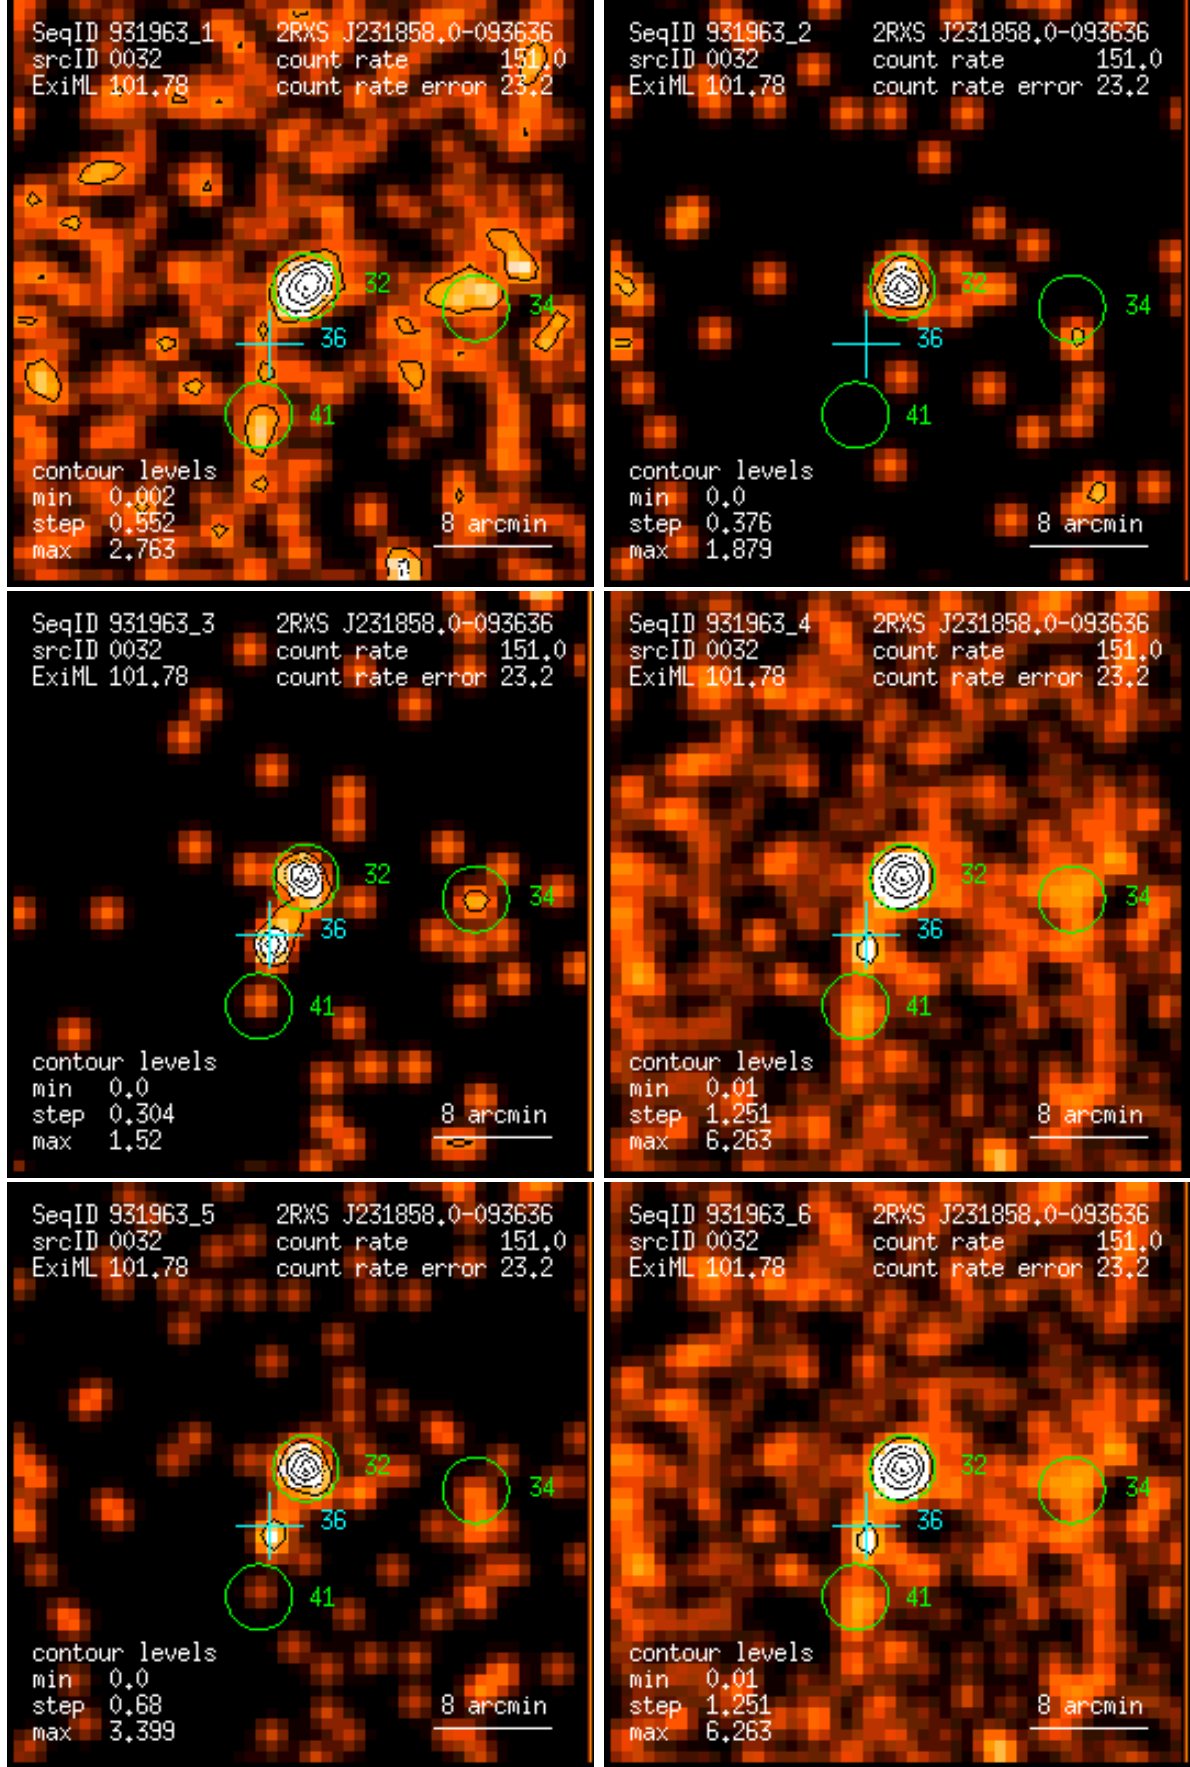 SeqID 931963_1 2RXS J231858.0-093636
srcID 0032 count rate 151.0
ExiML 101.78 count rate error 23.2
32
34
36
41
contour levels
min 0.002
step 0.552
max 2.763
8 arcmin
SeqID 931963_2 2RXS J231858.0-093636
srcID 0032 count rate 151.0
ExiML 101.78 count rate error 23.2
32
34
36
41
contour levels
min 0.0
step 0.376
max 1.879
8 arcmin
SeqID 931963_3 2RXS J231858.0-093636
srcID 0032 count rate 151.0
ExiML 101.78 count rate error 23.2
32
34
36
41
contour levels
min 0.0
step 0.304
max 1.52
8 arcmin
SeqID 931963_4 2RXS J231858.0-093636
srcID 0032 count rate 151.0
ExiML 101.78 count rate error 23.2
32
34
36
41
contour levels
min 0.01
step 1.251
max 6.263
8 arcmin
SeqID 931963_5 2RXS J231858.0-093636
srcID 0032 count rate 151.0
ExiML 101.78 count rate error 23.2
32
34
36
41
contour levels
min 0.0
step 0.68
max 3.399
8 arcmin
SeqID 931963_6 2RXS J231858.0-093636
srcID 0032 count rate 151.0
ExiML 101.78 count rate error 23.2
32
34
36
41
contour levels
min 0.01
step 1.251
max 6.263
8 arcmin